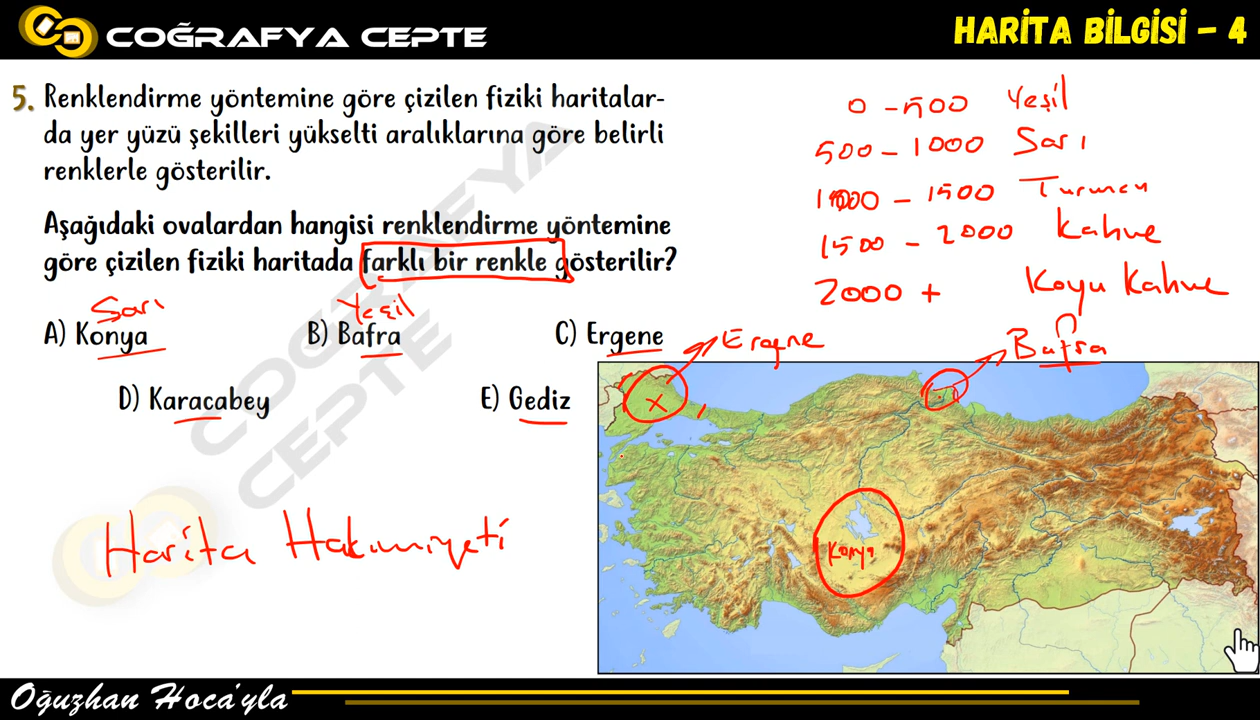 COĞRAFYA CEPTE
HARİTA BİLGİSİ - 4
5. Renklendirme yöntemine göre çizilen fiziki haritalar-
da yer yüzü şekilleri yükselti aralıklarına göre belirli
renklerle gösterilir.
Aşağıdaki ovalardan hangisi renklendirme yöntemine
göre çizilen fiziki haritada farklı bir renkle gösterilir?
Sarı
Yeşil
A) Konya B) Bafra C) Ergene
D) Karacabey E) Gediz
0 - 500 Yeşil
500 - 1000 Sarı
1000 - 1500 Turuncu
1500 - 2000 Kahve
2000 + Koyu Kahve
Ergene
Bafra
Konya
Harita Hakimiyeti
COĞRAFYA
CEPTE
Oğuzhan Hoca'yla